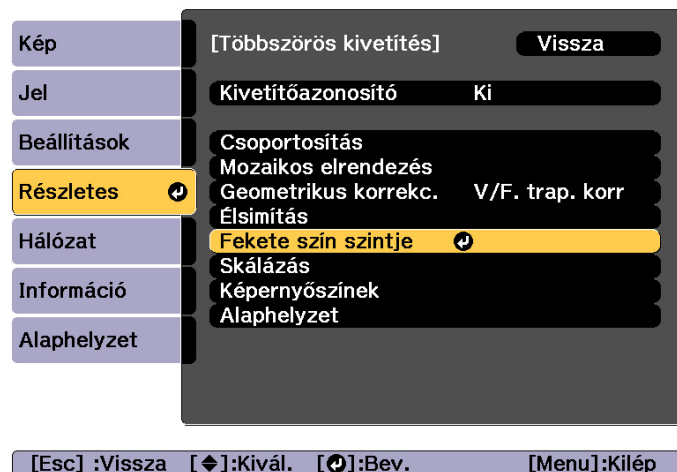 Kép
Jel
Beállítások
Részletes
Hálózat
Információ
Alaphelyzet
[Többszörös kivetítés] Vissza
Kivetítőazonosító Ki
Csoportosítás
Mozaikos elrendezés
Geometrikus korrekc. V/F. trap. korr
Élsimítás
Fekete szín szintje
Skálázás
Képernyőszínek
Alaphelyzet
[Esc] :Vissza [◆]:Kivál. [↵]:Bev. [Menu]:Kilép